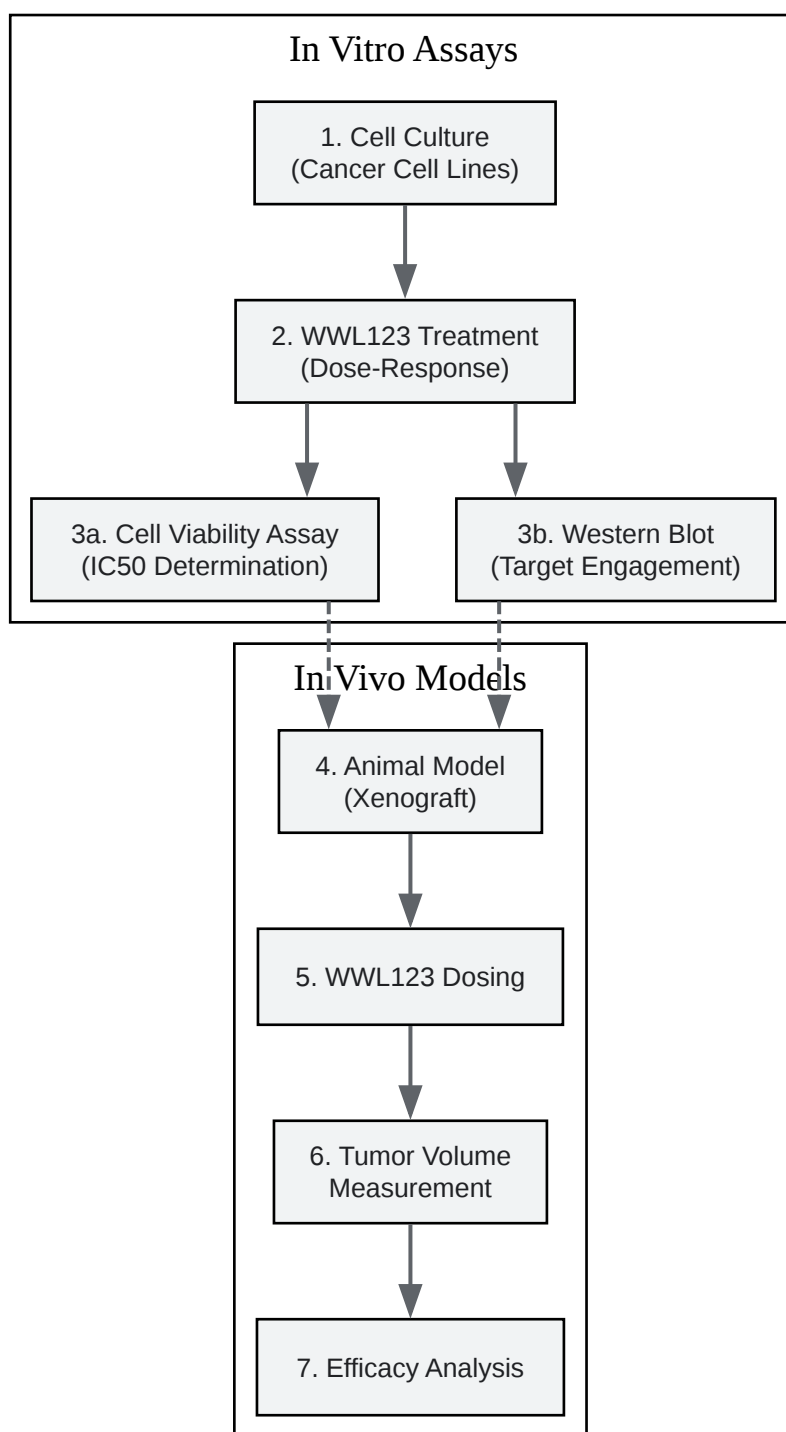 In Vitro Assays
1. Cell Culture
(Cancer Cell Lines)
2. WWL123 Treatment
(Dose-Response)
3a. Cell Viability Assay
(IC50 Determination)
3b. Western Blot
(Target Engagement)
In Vivo Models
4. Animal Model
(Xenograft)
5. WWL123 Dosing
6. Tumor Volume
Measurement
7. Efficacy Analysis